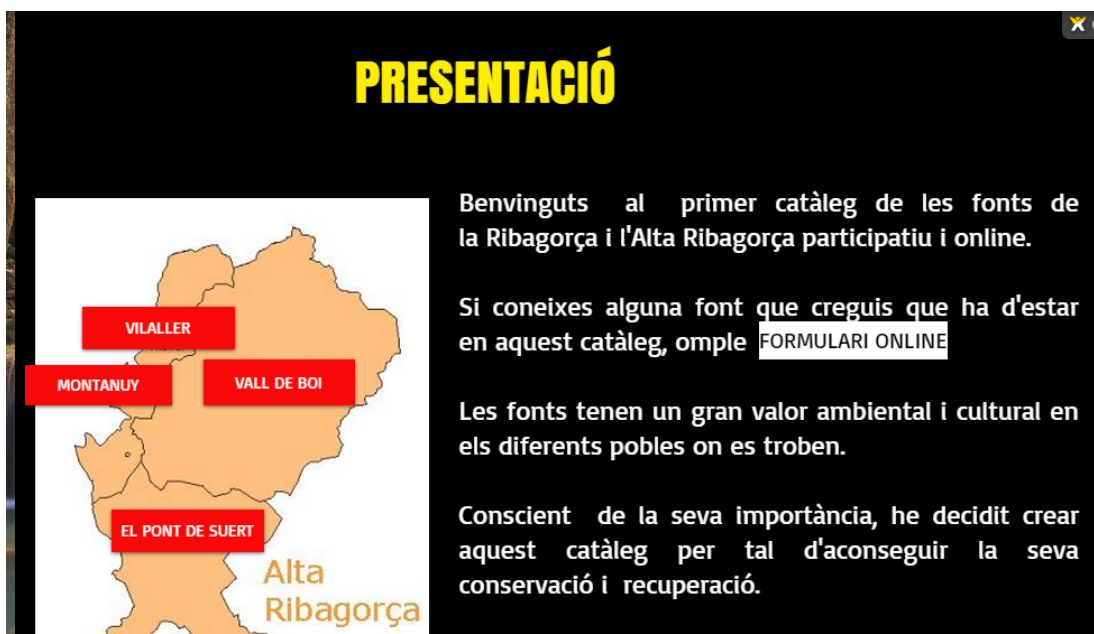 PRESENTACIÓ
Benvinguts al primer catàleg de les fonts de
la Ribagorça i l'Alta Ribagorça participatiu i online.
Si coneixes alguna font que creguis que ha d'estar
en aquest catàleg, omple FORMULARI ONLINE
Les fonts tenen un gran valor ambiental i cultural en
els diferents pobles on es troben.
Conscient de la seva importància, he decidit crear
aquest catàleg per tal d'aconseguir la seva
conservació i recuperació.
VILALLER
MONTANUY
VALL DE BOI
EL PONT DE SUERT
Alta
Ribagorça